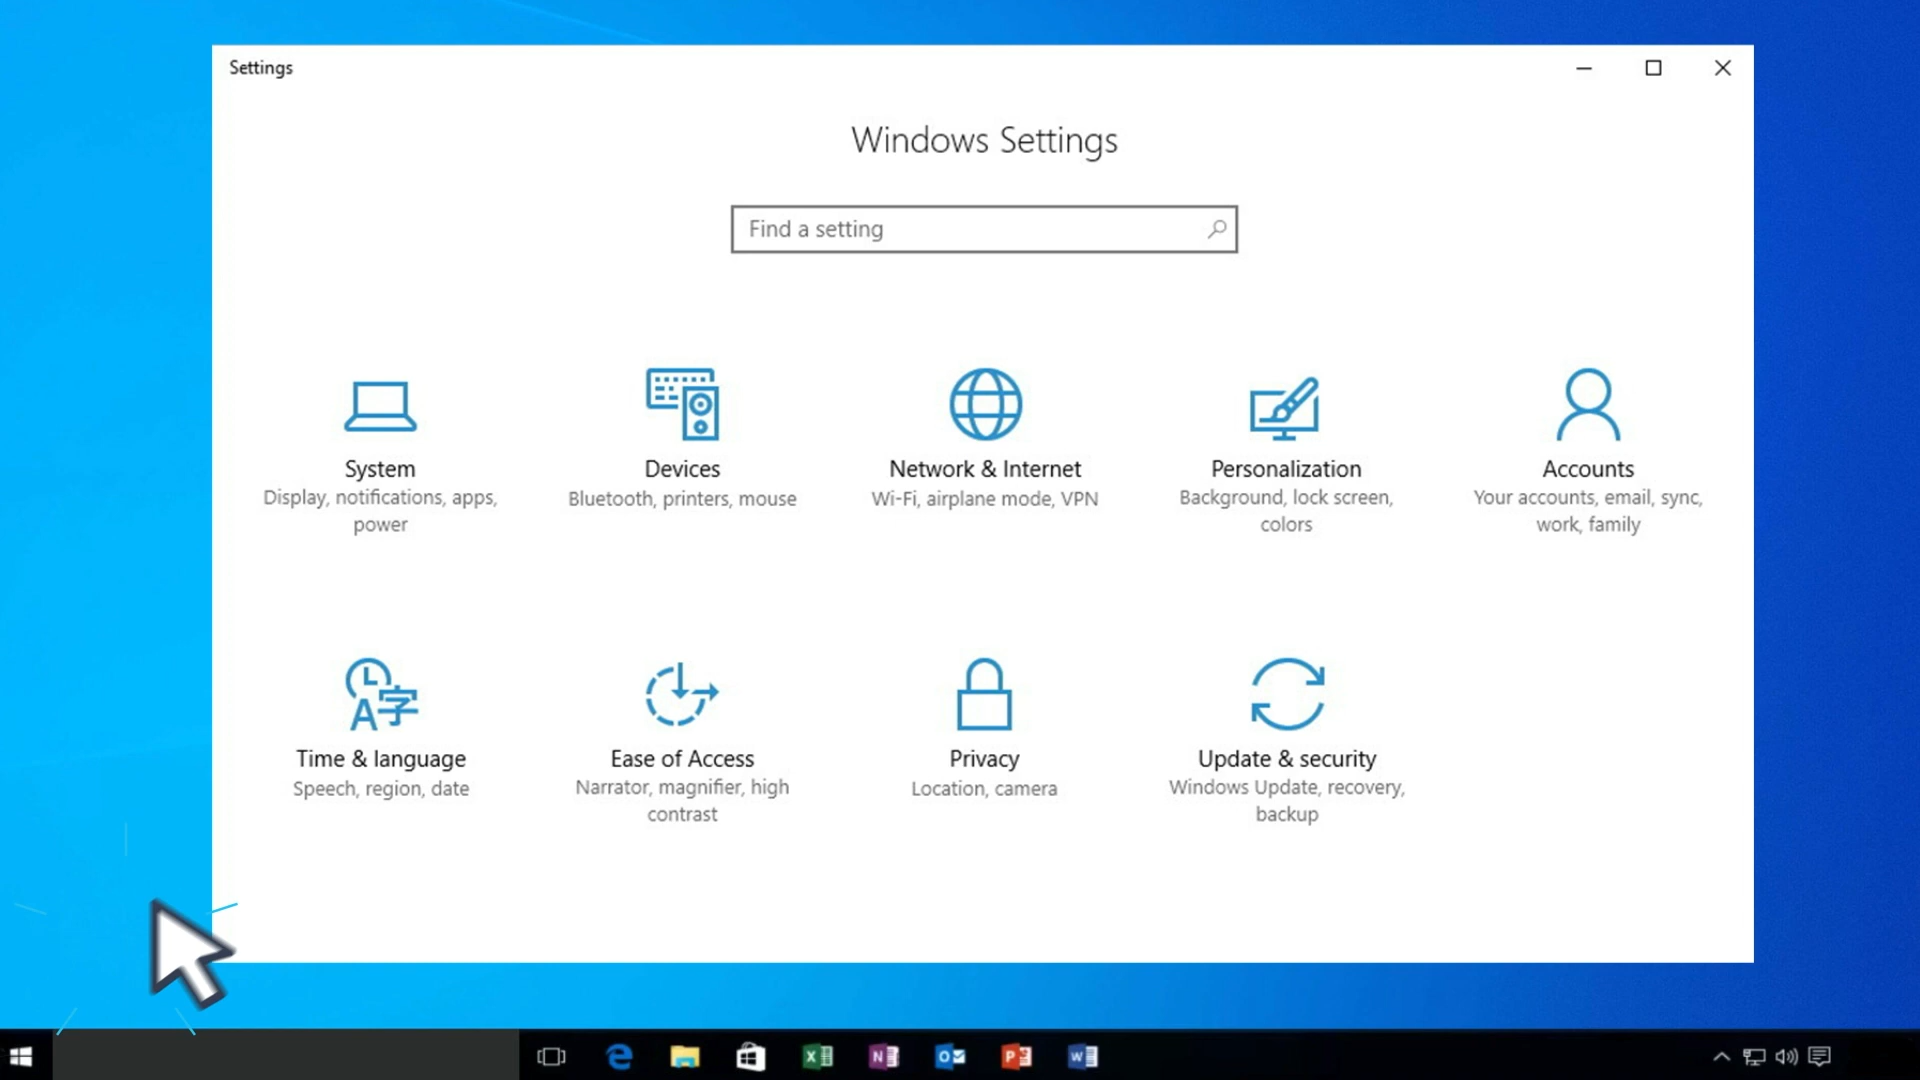 Settings
Windows Settings
Find a setting
System
Display, notifications, apps,
power
Devices
Bluetooth, printers, mouse
Network & Internet
Wi-Fi, airplane mode, VPN
Personalization
Background, lock screen,
colors
Accounts
Your accounts, email, sync,
work, family
A字
Time & language
Speech, region, date
Ease of Access
Narrator, magnifier, high
contrast
Privacy
Location, camera
Update & security
Windows Update, recovery,
backup